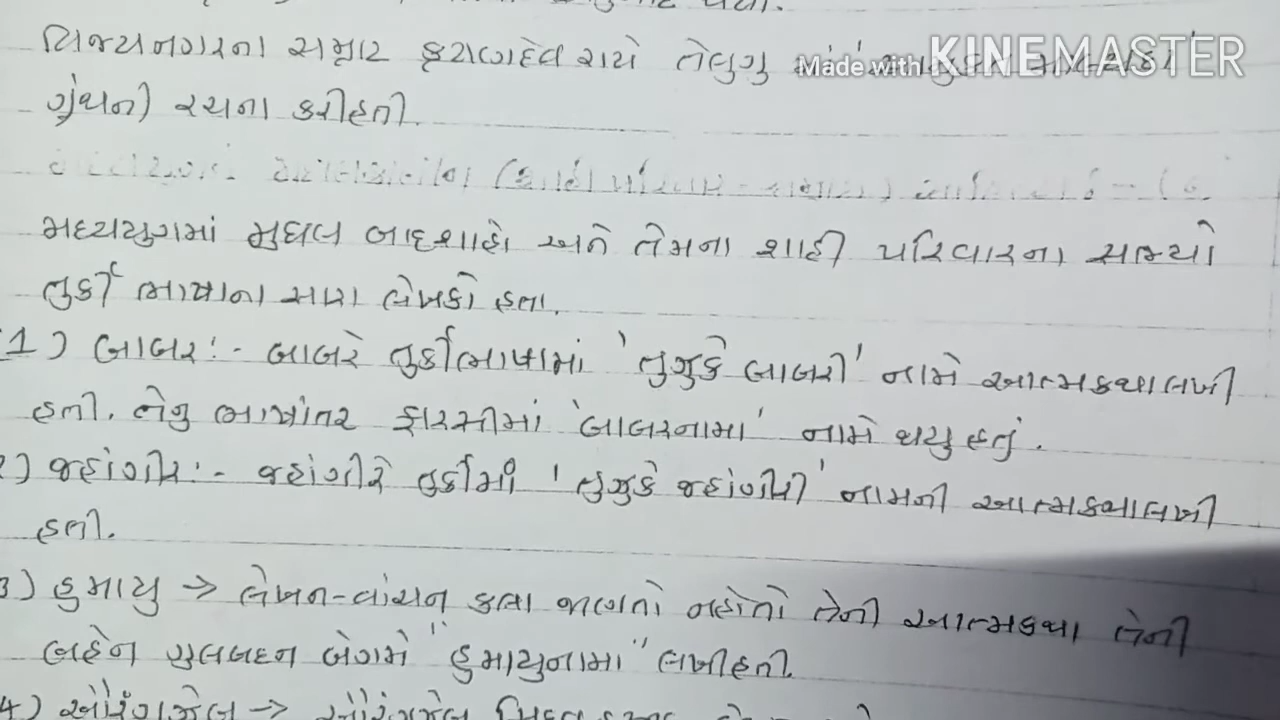 વિજયનગરના સમ્રાટ કૃષ્ણદેવ રાયે તેલુગુ
Made with KINEMASTER
ગ્રંથની રચના કરીહતી.
મધ્યયુગમાં મુઘલ બાદશાહો અને તેમના શાહી પરિવારના સભ્યો
તુર્કી ભાષાના સારા લેખકો હતા.
1) બાબર:- બાબરે તુર્કીભાષામાં 'તુઝુકે બાબરી' નામે આત્મકથા લખી
હતી. તેનુ ભાષાંતર ફારસીમાં 'બાબરનામા' નામે થયુ હતું.
૨) જહાંગીર:- જહાંગીરે તુર્કીમાં 'તુઝુકે જહાંગીરી' નામની આત્મકથા લખી
હતી.
3) હુમાયુ → લેખન-વાંચન કલા જાણતો નહોતો તેની આત્મકથા તેની
બહેન ગુલબદન બેગમે "હુમાયુનામા" લખીહતી.
4) ઔરંગઝેબ → ઔરંગઝેબ